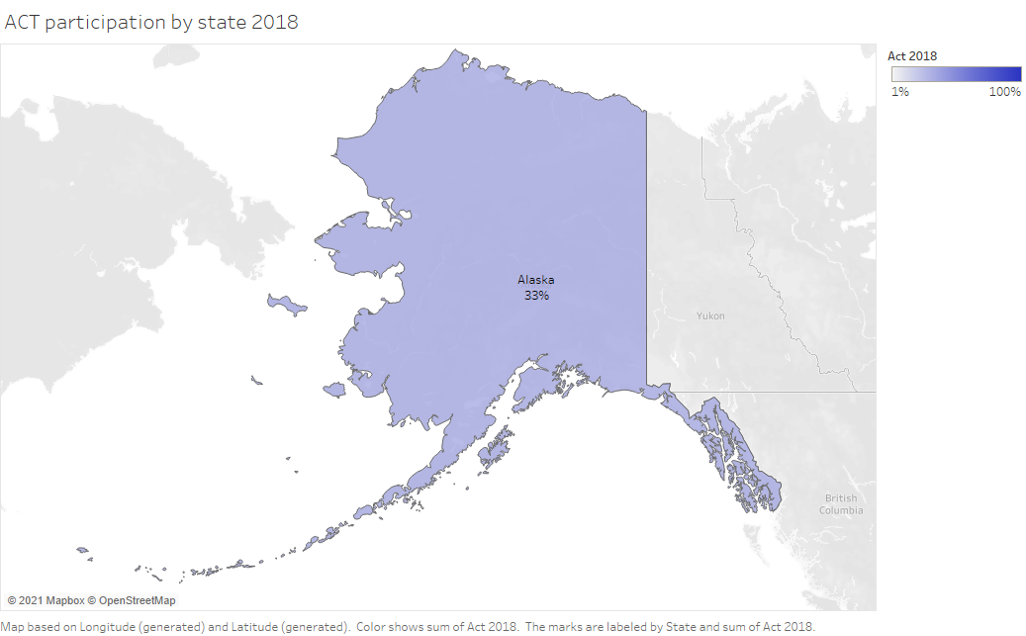 ACT participation by state 2018
Act 2018
1% 100%
Alaska
33%
Yukon
British
Columbia
© 2021 Mapbox © OpenStreetMap
Map based on Longitude (generated) and Latitude (generated). Color shows sum of Act 2018. The marks are labeled by State and sum of Act 2018.